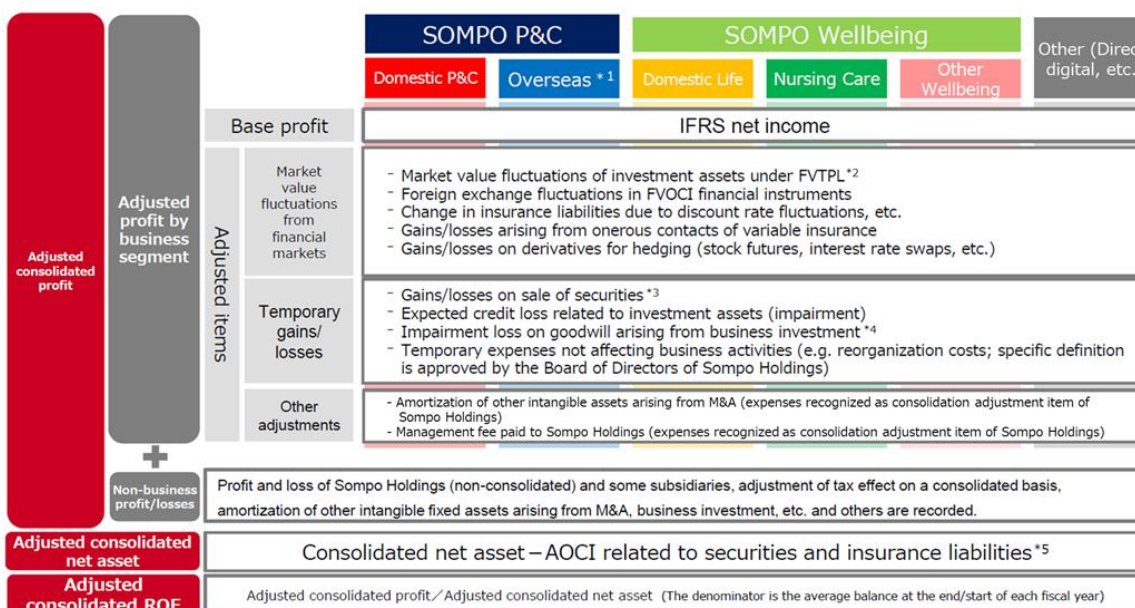 SOMPO P&C
SOMPO Wellbeing
Other (Direc
digital, etc.
Domestic P&C
Overseas *1
Domestic Life
Nursing Care
Other
Wellbeing
Adjusted
consolidated
profit
Adjusted
profit by
business
segment
Base profit
IFRS net income
Adjusted items
Market
value
fluctuations
from
financial
markets
- Market value fluctuations of investment assets under FVTPL*2
- Foreign exchange fluctuations in FVOCI financial instruments
- Change in insurance liabilities due to discount rate fluctuations, etc.
- Gains/losses arising from onerous contacts of variable insurance
- Gains/losses on derivatives for hedging (stock futures, interest rate swaps, etc.)
Temporary
gains/
losses
- Gains/losses on sale of securities*3
- Expected credit loss related to investment assets (impairment)
- Impairment loss on goodwill arising from business investment*4
- Temporary expenses not affecting business activities (e.g. reorganization costs; specific definition
is approved by the Board of Directors of Sompo Holdings)
Other
adjustments
- Amortization of other intangible assets arising from M&A (expenses recognized as consolidation adjustment item of
Sompo Holdings)
- Management fee paid to Sompo Holdings (expenses recognized as consolidation adjustment item of Sompo Holdings)
+
Non-business
profit/losses
Profit and loss of Sompo Holdings (non-consolidated) and some subsidiaries, adjustment of tax effect on a consolidated basis,
amortization of other intangible fixed assets arising from M&A, business investment, etc. and others are recorded.
Adjusted consolidated
net asset
Consolidated net asset－AOCI related to securities and insurance liabilities*5
Adjusted
consolidated ROE
Adjusted consolidated profit／Adjusted consolidated net asset (The denominator is the average balance at the end/start of each fiscal year)